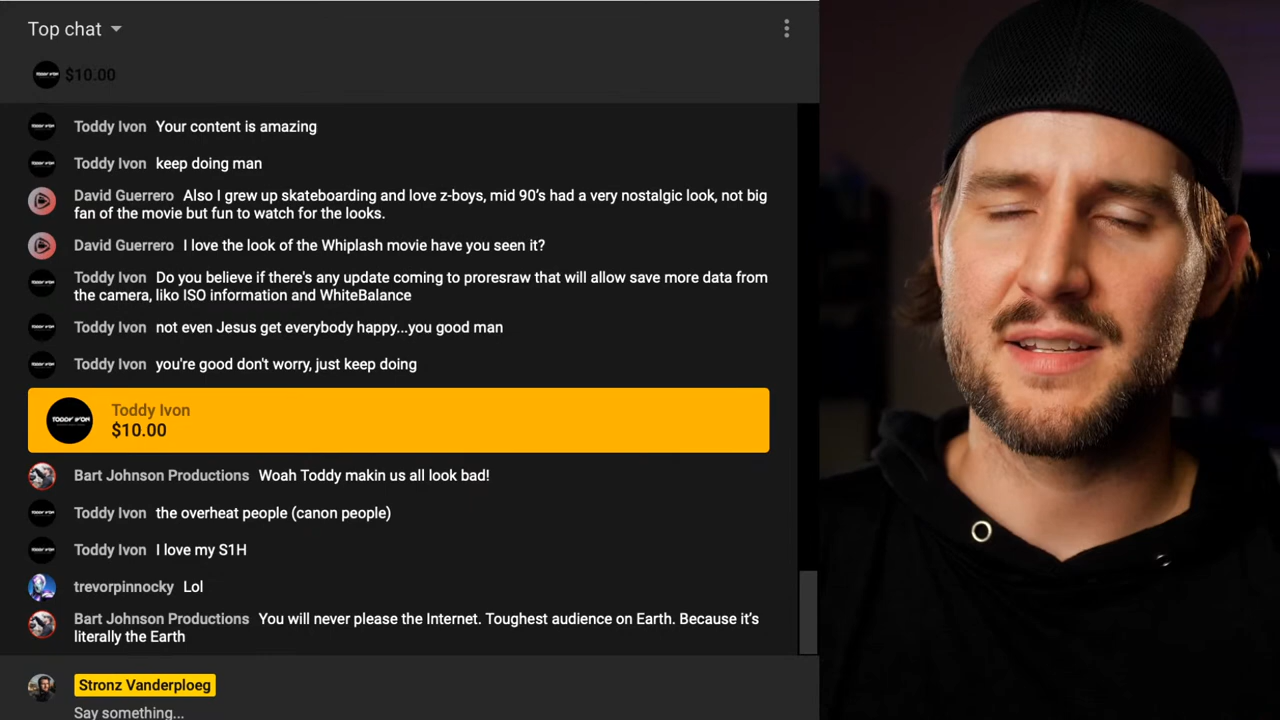 Top chat
$10.00
Toddy Ivon Your content is amazing
Toddy Ivon keep doing man
David Guerrero Also I grew up skateboarding and love z-boys, mid 90's had a very nostalgic look, not big
fan of the movie but fun to watch for the looks.
David Guerrero I love the look of the Whiplash movie have you seen it?
Toddy Ivon Do you believe if there's any update coming to proresraw that will allow save more data from
the camera, liko ISO information and WhiteBalance
Toddy Ivon not even Jesus get everybody happy...you good man
Toddy Ivon you're good don't worry, just keep doing
TODDY IVON
Toddy Ivon
$10.00
Bart Johnson Productions Woah Toddy makin us all look bad!
Toddy Ivon the overheat people (canon people)
Toddy Ivon I love my S1H
trevorpinnocky Lol
Bart Johnson Productions You will never please the Internet. Toughest audience on Earth. Because it's
literally the Earth
Stronz Vanderploeg
Say something...